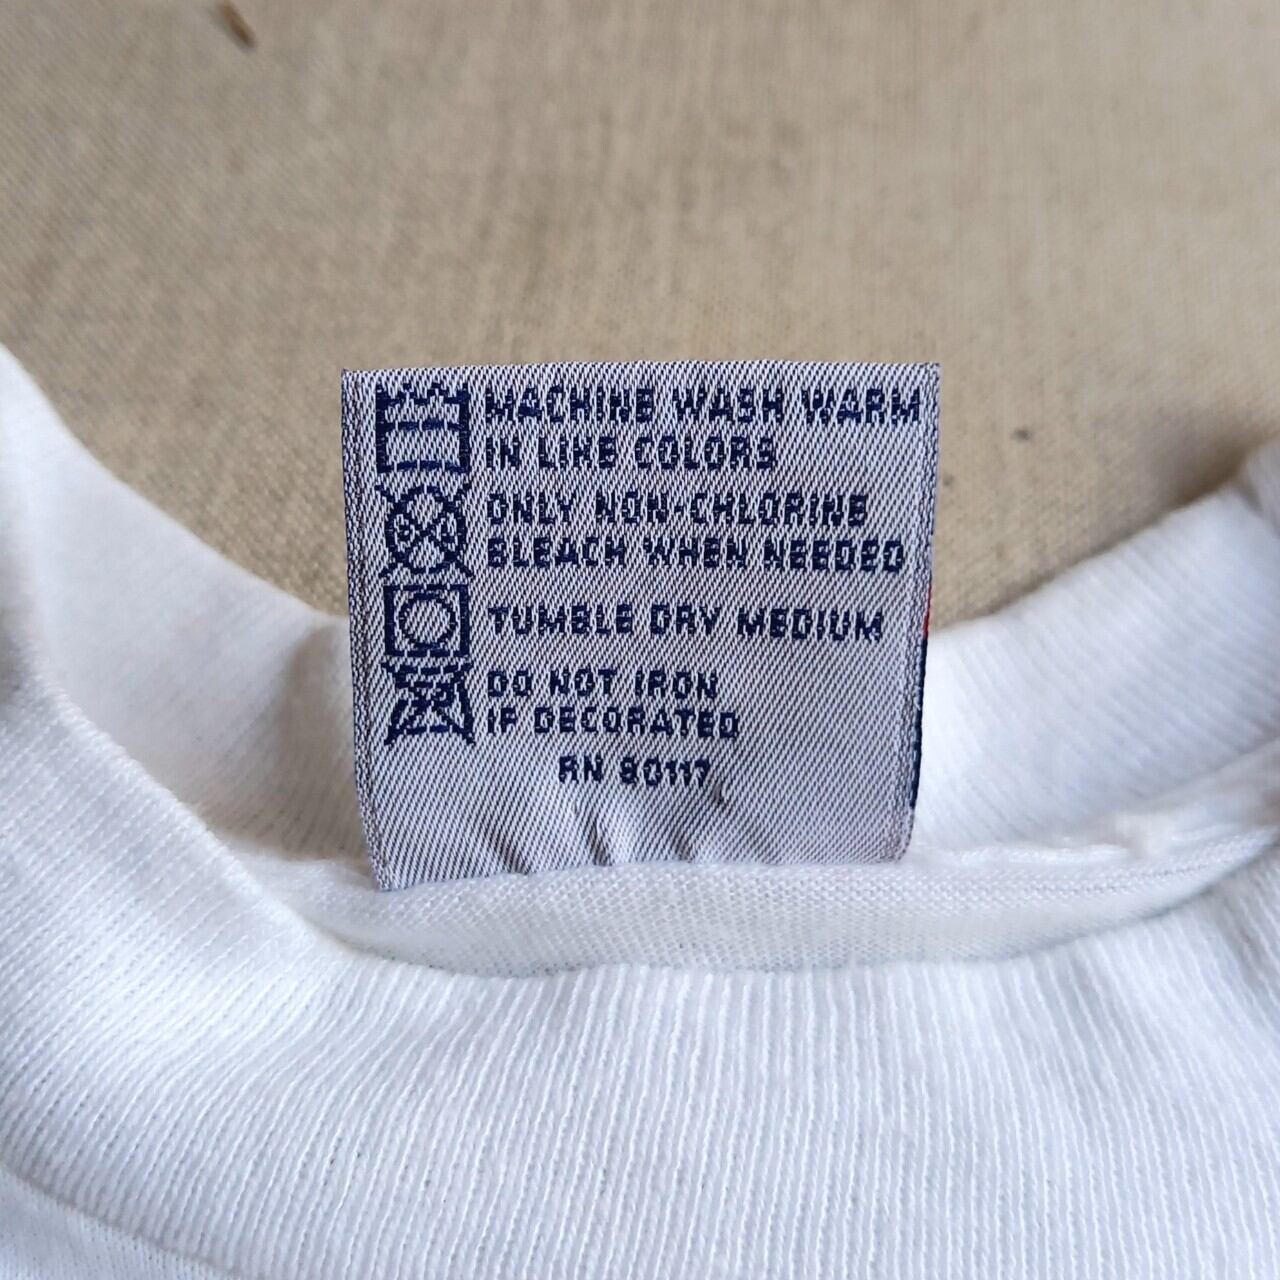 MACHINE WASH WARM
IN LIKE COLORS
ONLY NON-CHLORINE
BLEACH WHEN NEEDED
TUMBLE DRY MEDIUM
DO NOT IRON
IF DECORATED
RN 90117